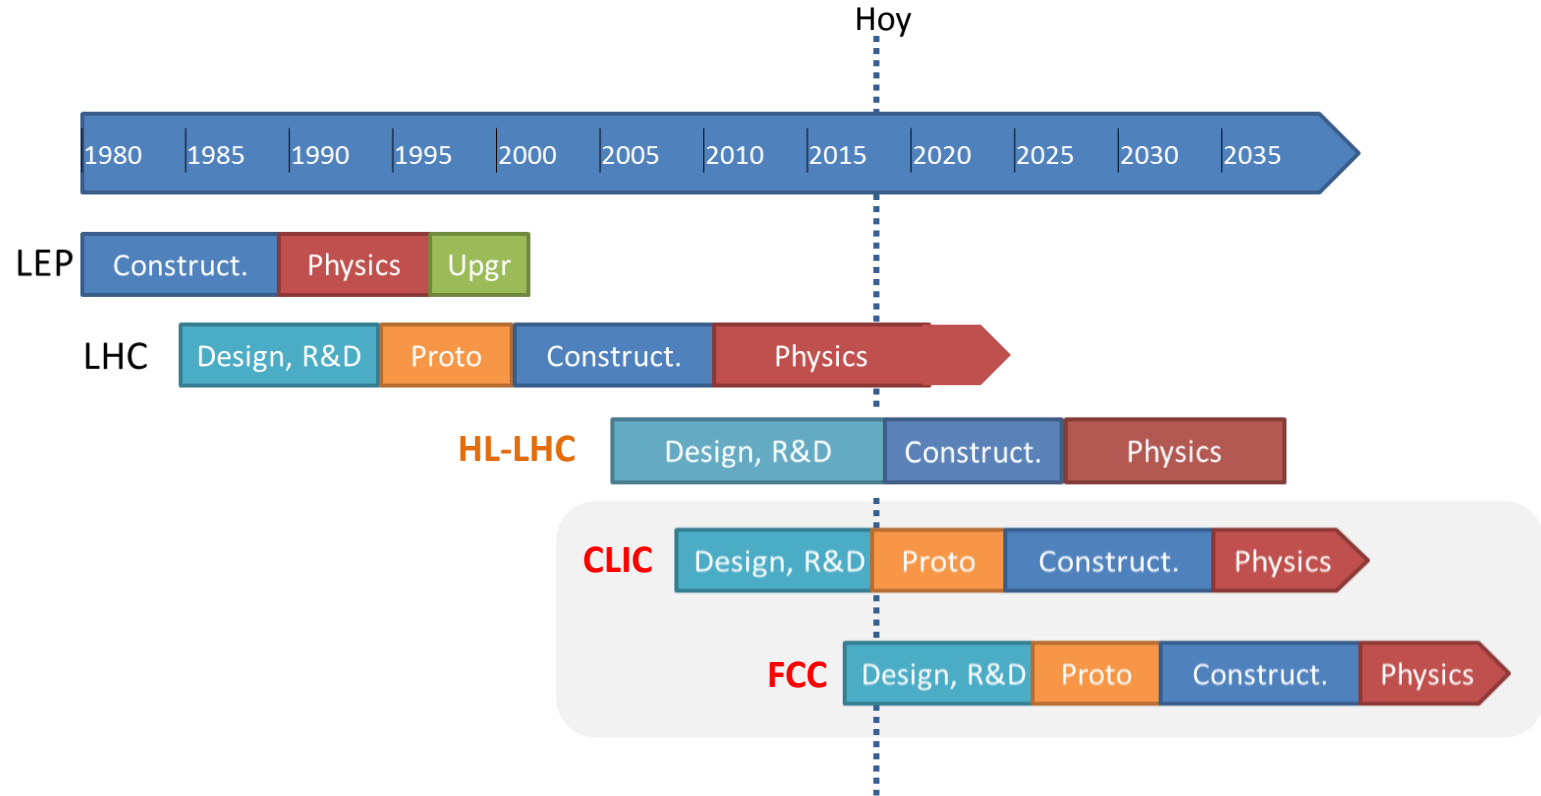 Hoy
1980 1985 1990 1995 2000 2005 2010 2015 2020 2025 2030 2035
LEP Construct. Physics Upgr
LHC Design, R&D Proto Construct. Physics
HL-LHC Design, R&D Construct. Physics
CLIC Design, R&D Proto Construct. Physics
FCC Design, R&D Proto Construct. Physics